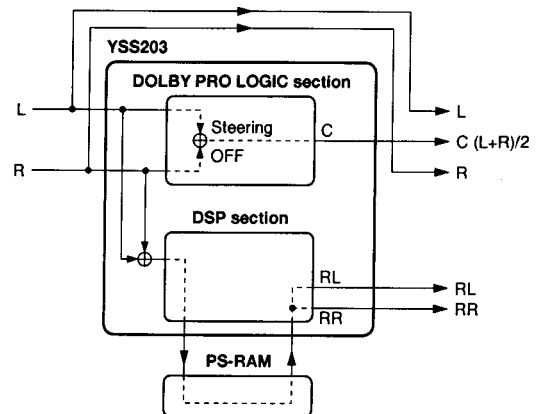 YSS203
DOLBY PRO LOGIC section
L
Steering
C
L
OFF
C (L+R)/2
R
R
DSP section
RL
RL
RR
RR
PS-RAM